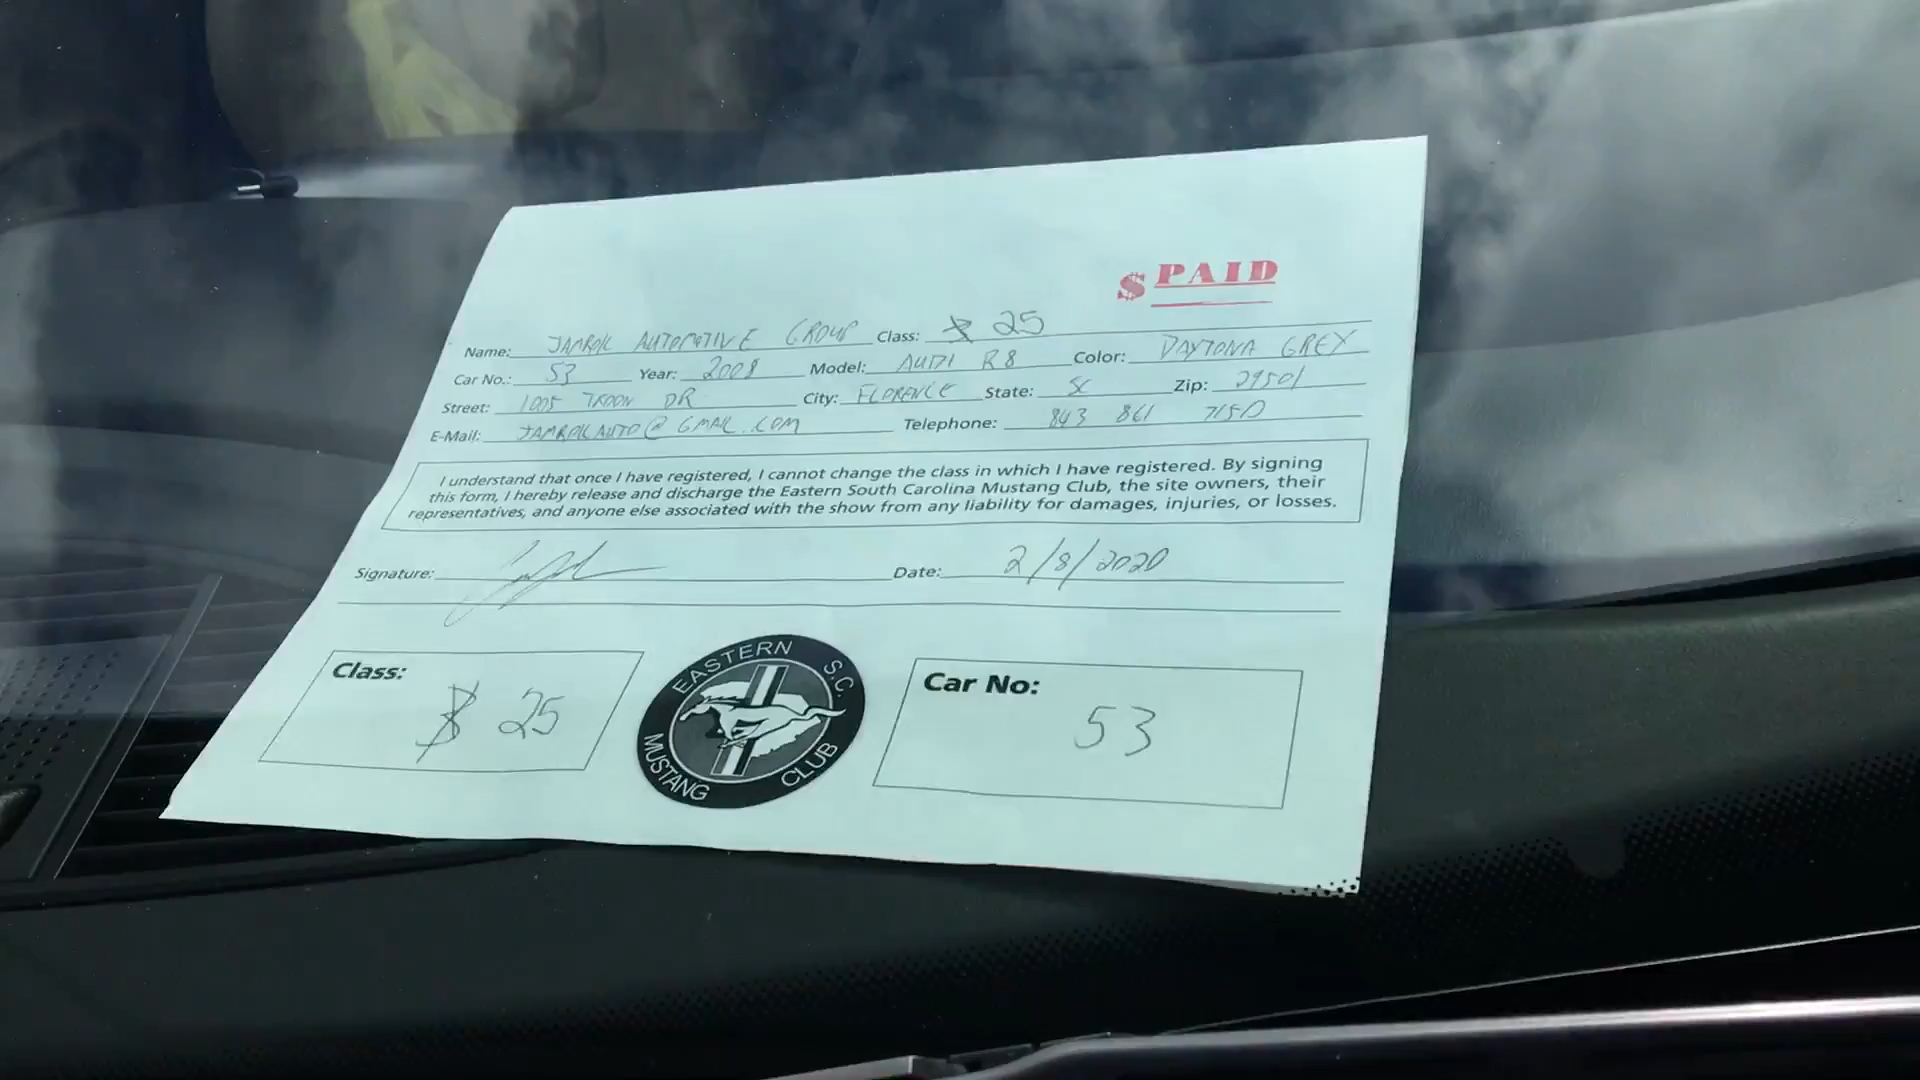 $ PAID
Name: JAMROK AUTOMOTIVE GROUP Class: 25
Car No.: 53 Year: 2008 Model: AUDI R8 Color: DAYTONA GREY
Street: 1005 TROON DR City: FLORENCE State: SC Zip: 29501
E-Mail: JAMROKAUTO@GMAIL.COM Telephone: 843 861 7150
I understand that once I have registered, I cannot change the class in which I have registered. By signing
this form, I hereby release and discharge the Eastern South Carolina Mustang Club, the site owners, their
representatives, and anyone else associated with the show from any liability for damages, injuries, or losses.
Signature: Date: 2/8/2020
Class: 25
EASTERN S.C.
MUSTANG CLUB
Car No: 53